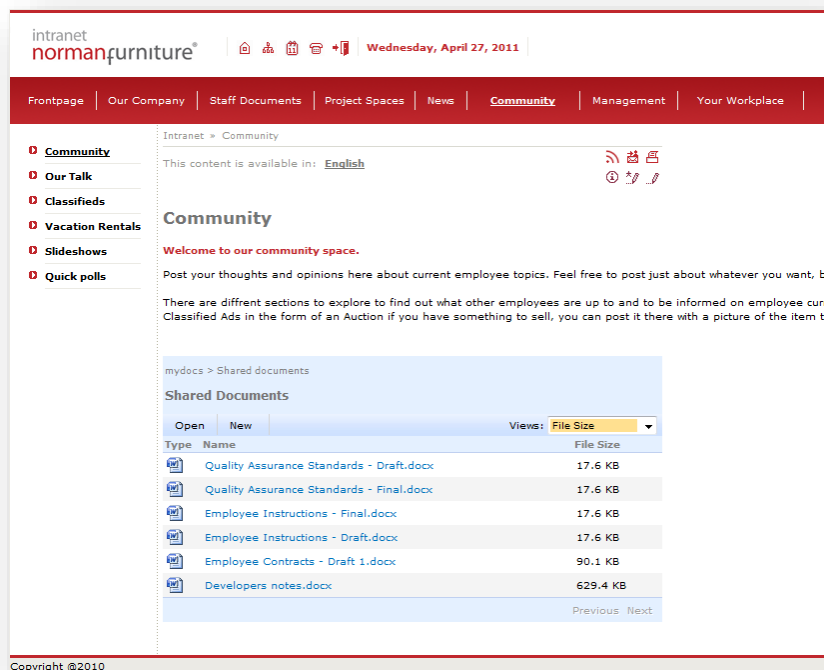 intranet
normanfurniture®
11
Wednesday, April 27, 2011
Frontpage Our Company Staff Documents Project Spaces News Community Management Your Workplace
Intranet » Community
Community
Our Talk
Classifieds
Vacation Rentals
Slideshows
Quick polls
This content is available in: English
Community
Welcome to our community space.
Post your thoughts and opinions here about current employee topics. Feel free to post just about whatever you want, b
There are diffrent sections to explore to find out what other employees are up to and to be informed on employee cur
Classified Ads in the form of an Auction if you have something to sell, you can post it there with a picture of the item t
mydocs > Shared documents
Shared Documents
Open New Views: File Size
Type Name File Size
Quality Assurance Standards - Draft.docx 17.6 KB
Quality Assurance Standards - Final.docx 17.6 KB
Employee Instructions - Final.docx 17.6 KB
Employee Instructions - Draft.docx 17.6 KB
Employee Contracts - Draft 1.docx 90.1 KB
Developers notes.docx 629.4 KB
Previous Next
Copyright @2010